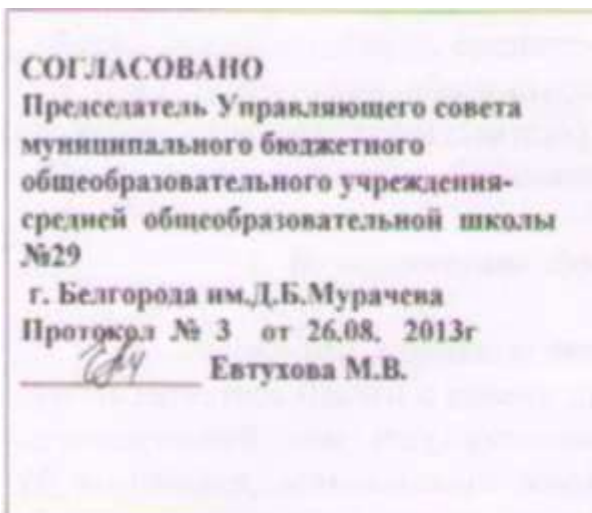 СОГЛАСОВАНО
Председатель Управляющего совета
муниципального бюджетного
общеобразовательного учреждения-
средней общеобразовательной школы
№29
г. Белгорода им.Д.Б.Мурачева
Протокол № 3 от 26.08. 2013г
Евтухова М.В.